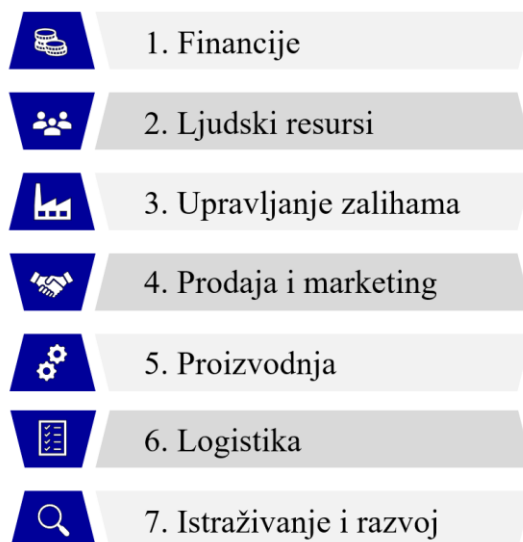 1. Financije
2. Ljudski resursi
3. Upravljanje zalihama
4. Prodaja i marketing
5. Proizvodnja
6. Logistika
7. Istraživanje i razvoj